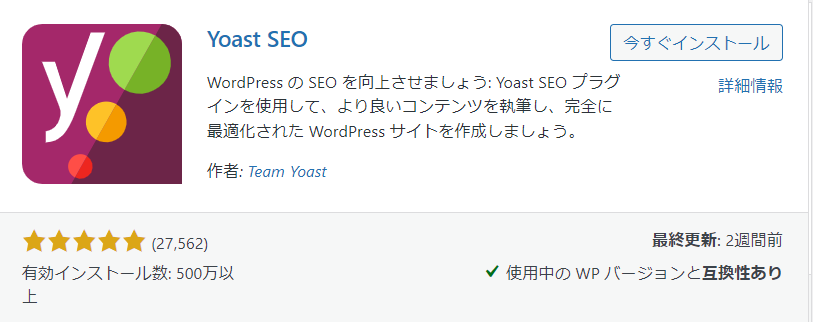 yo
Yoast SEO
今すぐインストール
WordPress の SEO を向上させましょう: Yoast SEO プラグ
詳細情報
インを使用して、より良いコンテンツを執筆し、完全に
最適化された WordPress サイトを作成しましょう。
作者: Team Yoast
(27,562)
最終更新: 2週間前
有効インストール数: 500万以
上
使用中の WP バージョンと互換性あり